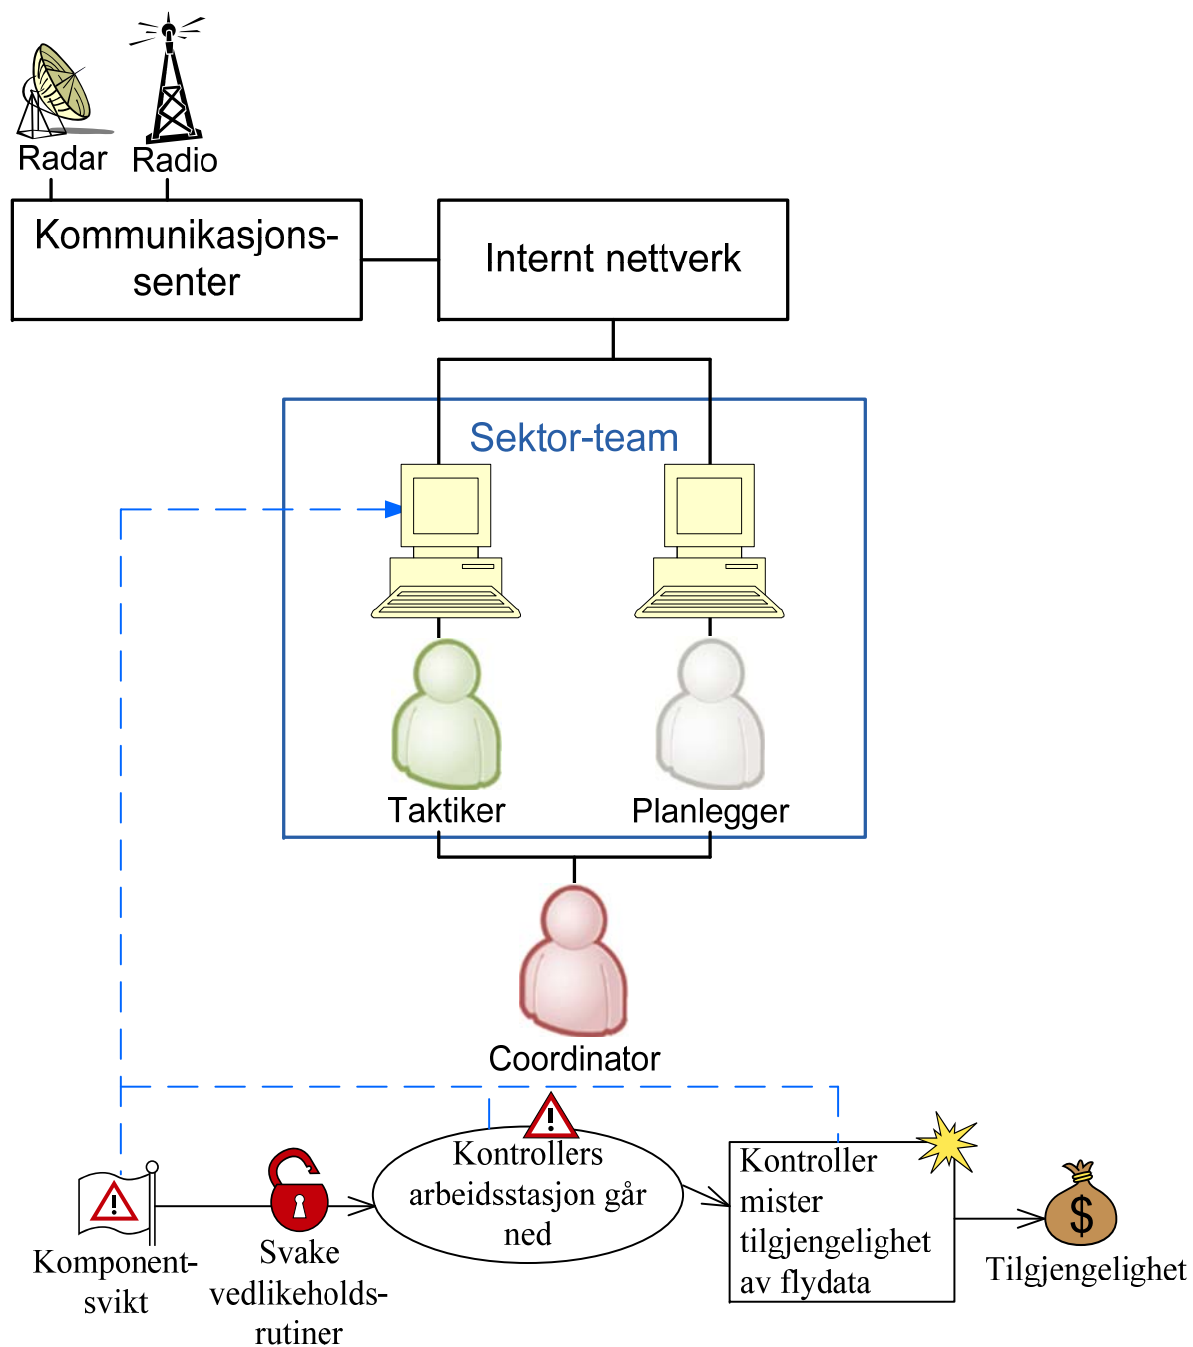 Radar
Radio
Kommunikasjons-
senter
Internt nettverk
Sektor-team
Taktiker
Planlegger
Coordinator
Komponent-
svikt
Svake
vedlikeholds-
rutiner
Kontrollers
arbeidsstasjon går
ned
Kontroller
mister
tilgjengelighet
av flydata
$
Tilgjengelighet